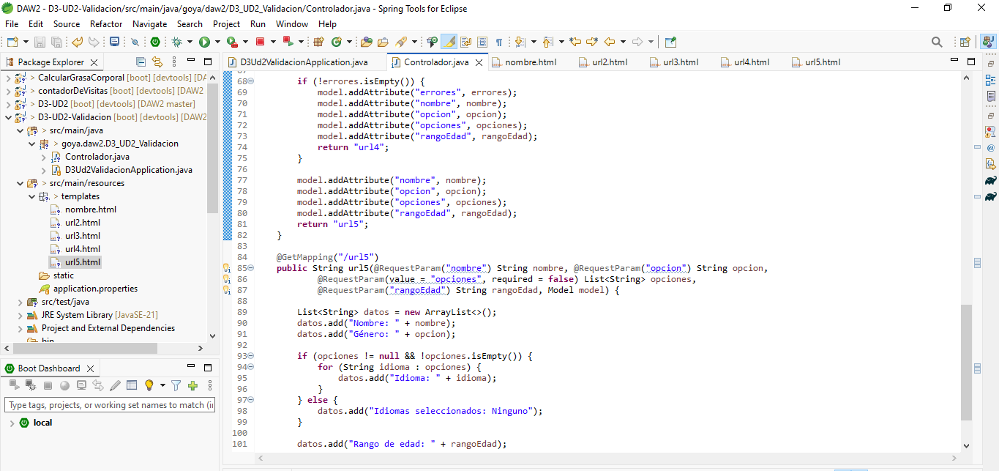 DAW2 - D3-UD2-Validacion/src/main/java/goya/daw2/D3_UD2_Validacion/Controlador.java - Spring Tools for Eclipse
File Edit Source Refactor Navigate Search Project Run Window Help
Package Explorer
CalcularGrasaCorporal [boot] [devtools] [DA
contadorDeVisitas [boot] [devtools] [DAW2
D3-UD2 [boot] [devtools] [DAW2 master]
D3-UD2-Validacion [boot] [devtools] [DAW2
src/main/java
goya.daw2.D3_UD2_Validacion
Controlador.java
D3Ud2ValidacionApplication.java
src/main/resources
templates
nombre.html
url2.html
url3.html
url4.html
url5.html
static
application.properties
src/test/java
JRE System Library [JavaSE-21]
Project and External Dependencies
bin
Boot Dashboard
Type tags, projects, or working set names to match (in
local
D3Ud2ValidacionApplication.java Controlador.java nombre.html url2.html url3.html url4.html url5.html
67
68 if (!errores.isEmpty()) {
69 model.addAttribute("errores", errores);
70 model.addAttribute("nombre", nombre);
71 model.addAttribute("opcion", opcion);
72 model.addAttribute("opciones", opciones);
73 model.addAttribute("rangoEdad", rangoEdad);
74 return "url4";
75 }
76
77 model.addAttribute("nombre", nombre);
78 model.addAttribute("opcion", opcion);
79 model.addAttribute("opciones", opciones);
80 model.addAttribute("rangoEdad", rangoEdad);
81 return "url5";
82 }
83
84 @GetMapping("/url5")
85 public String url5(@RequestParam("nombre") String nombre, @RequestParam("opcion") String opcion,
86 @RequestParam(value = "opciones", required = false) List<String> opciones,
87 @RequestParam("rangoEdad") String rangoEdad, Model model) {
88
89 List<String> datos = new ArrayList<>();
90 datos.add("Nombre: " + nombre);
91 datos.add("Género: " + opcion);
92
93 if (opciones != null && !opciones.isEmpty()) {
94 for (String idioma : opciones) {
95 datos.add("Idioma: " + idioma);
96 }
97 } else {
98 datos.add("Idiomas seleccionados: Ninguno");
99 }
100
101 datos.add("Rango de edad: " + rangoEdad);